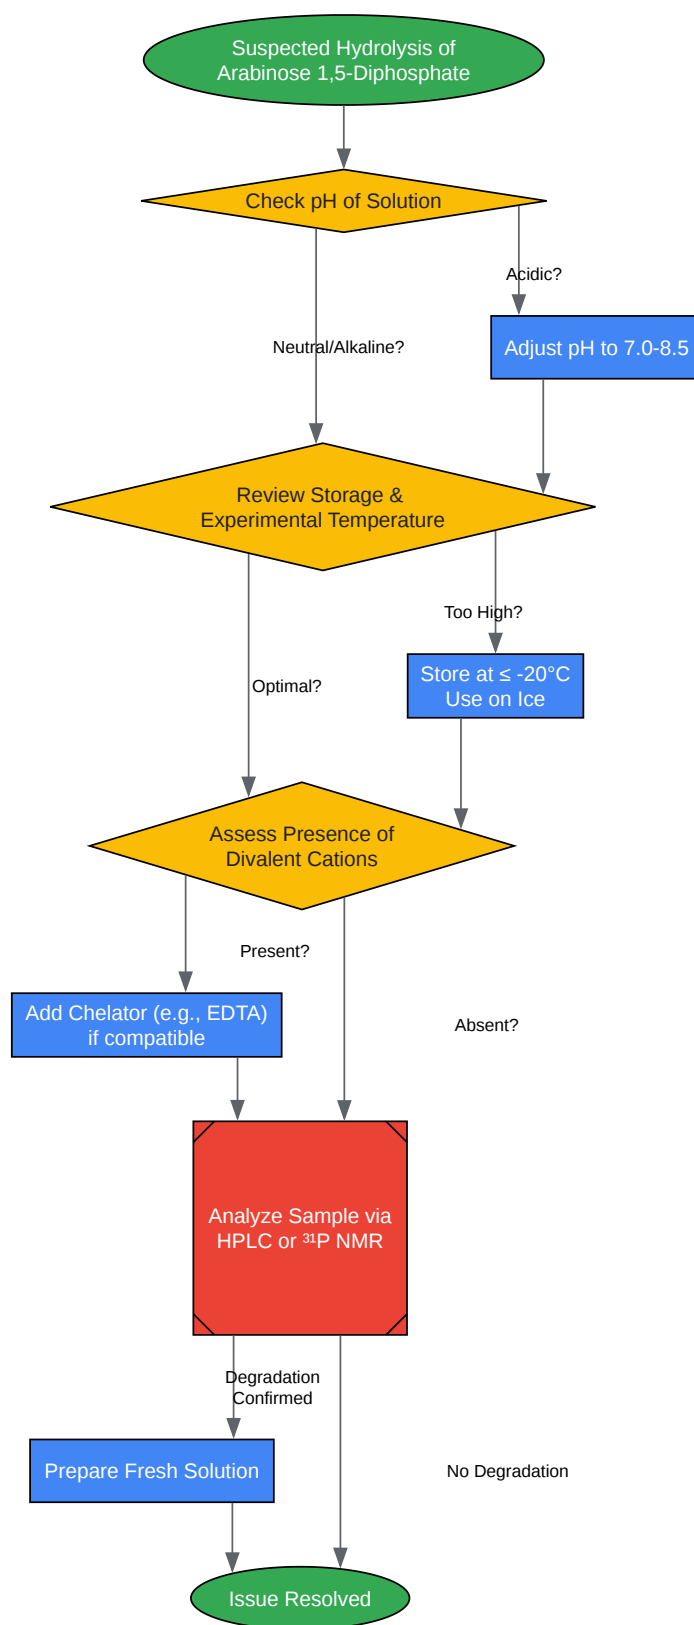 Suspected Hydrolysis of
Arabinose 1,5-Diphosphate
Check pH of Solution
Acidic?
Neutral/Alkaline?
Adjust pH to 7.0-8.5
Review Storage &
Experimental Temperature
Too High?
Optimal?
Store at ≤ -20°C
Use on Ice
Assess Presence of
Divalent Cations
Present?
Add Chelator (e.g., EDTA)
if compatible
Absent?
Analyze Sample via
HPLC or ³¹P NMR
Degradation
Confirmed
Prepare Fresh Solution
No Degradation
Issue Resolved